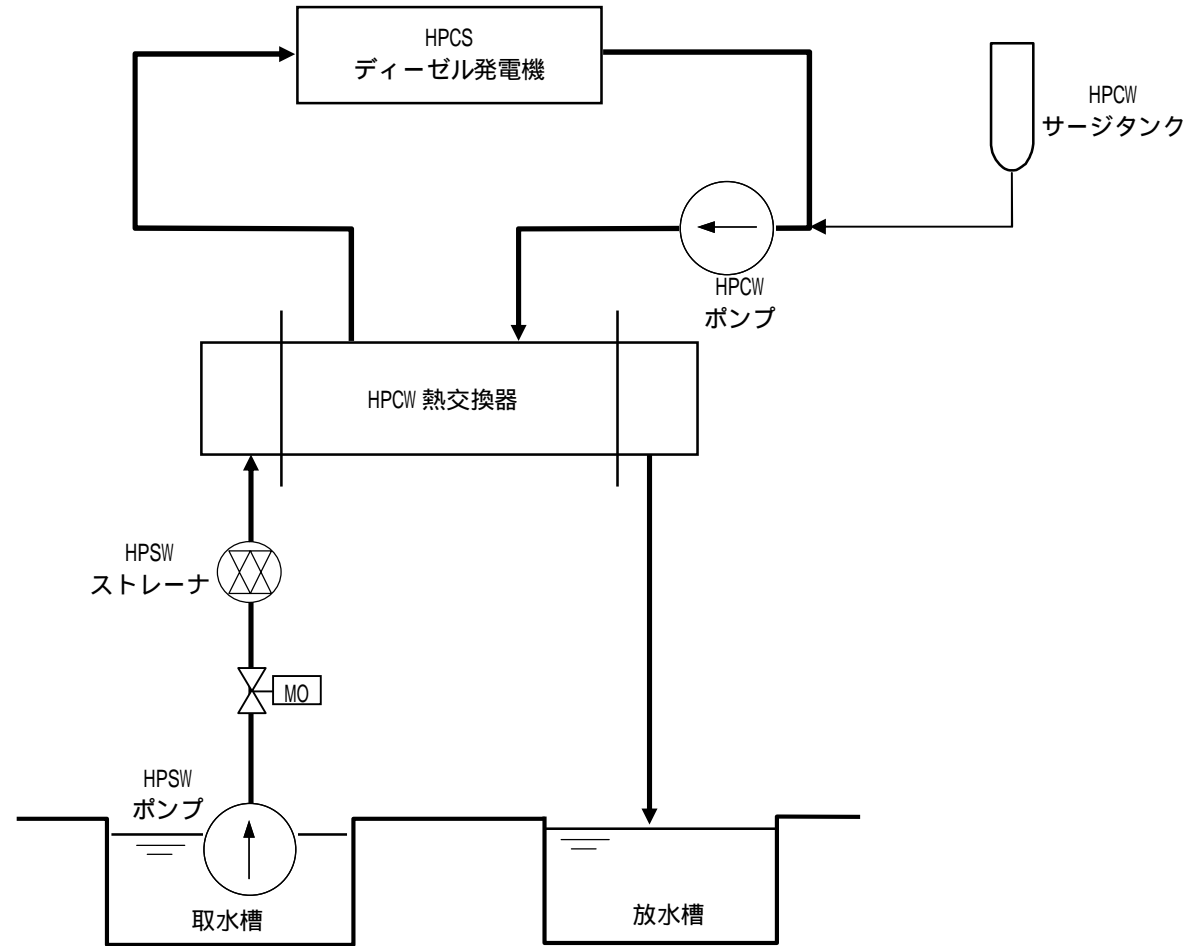 HPCS
ディーゼル発電機
HPCW
サージタンク
HPCW
ポンプ
HPCW 熱交換器
HPSW
ストレーナ
MO
HPSW
ポンプ
取水槽
放水槽